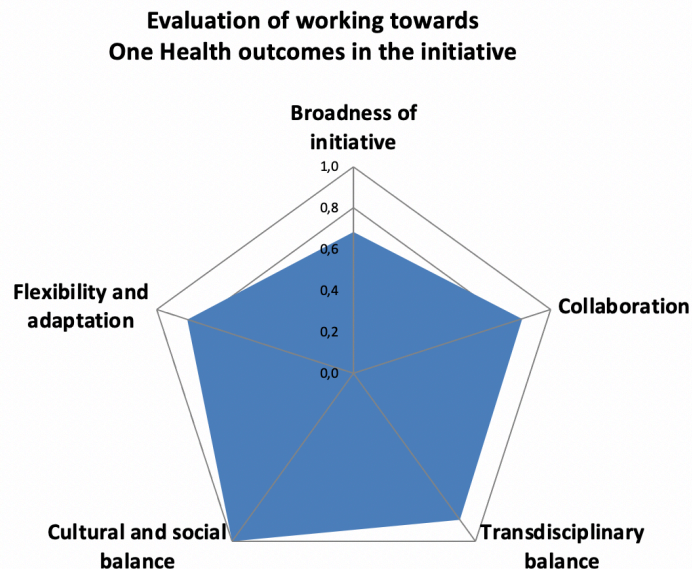 Evaluation of working towards
One Health outcomes in the initiative
Broadness of
initiative
1,0
0,8
0,6
0,4
0,2
0,0
Flexibility and
adaptation
Collaboration
Cultural and social
balance
Transdisciplinary
balance